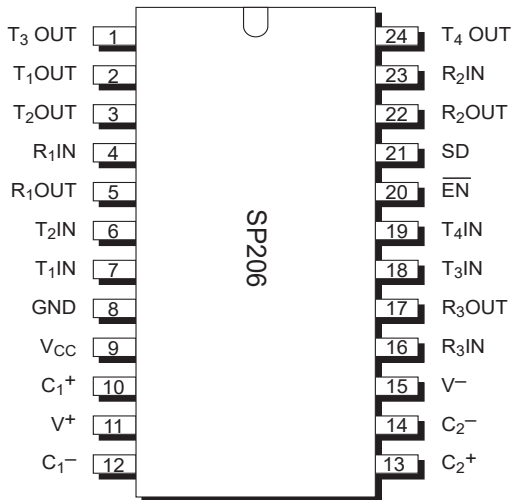 T3 OUT 1 24 T4 OUT
T1OUT 2 23 R2IN
T2OUT 3 22 R2OUT
R1IN 4 21 SD
R1OUT 5 20 E̅N̅
T2IN 6 19 T4IN
T1IN 7 18 T3IN
GND 8 17 R3OUT
VCC 9 16 R3IN
C1+ 10 15 V–
V+ 11 14 C2–
C1– 12 13 C2+
SP206